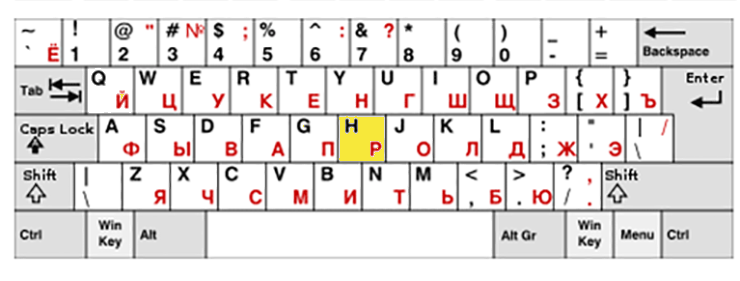 ~ ` Ё ! 1 @ " 2 # № 3 $ ; 4 % 5 ^ : 6 & ? 7 * 8 ( 9 ) 0 _ - + = Backspace
Tab Q Й W Ц E У R К T Е Y Н U Г I Ш O Щ P З { [ Х } ] Ъ Enter
Caps Lock A Ф S Ы D В F А G П H Р J О K Л L Д : ; Ж " ' Э | / \
Shift | \ Z Я X Ч C С V М B И N Т M Ь < , Б > . Ю ? , / . Shift
Ctrl Win Key Alt Alt Gr Win Key Menu Ctrl